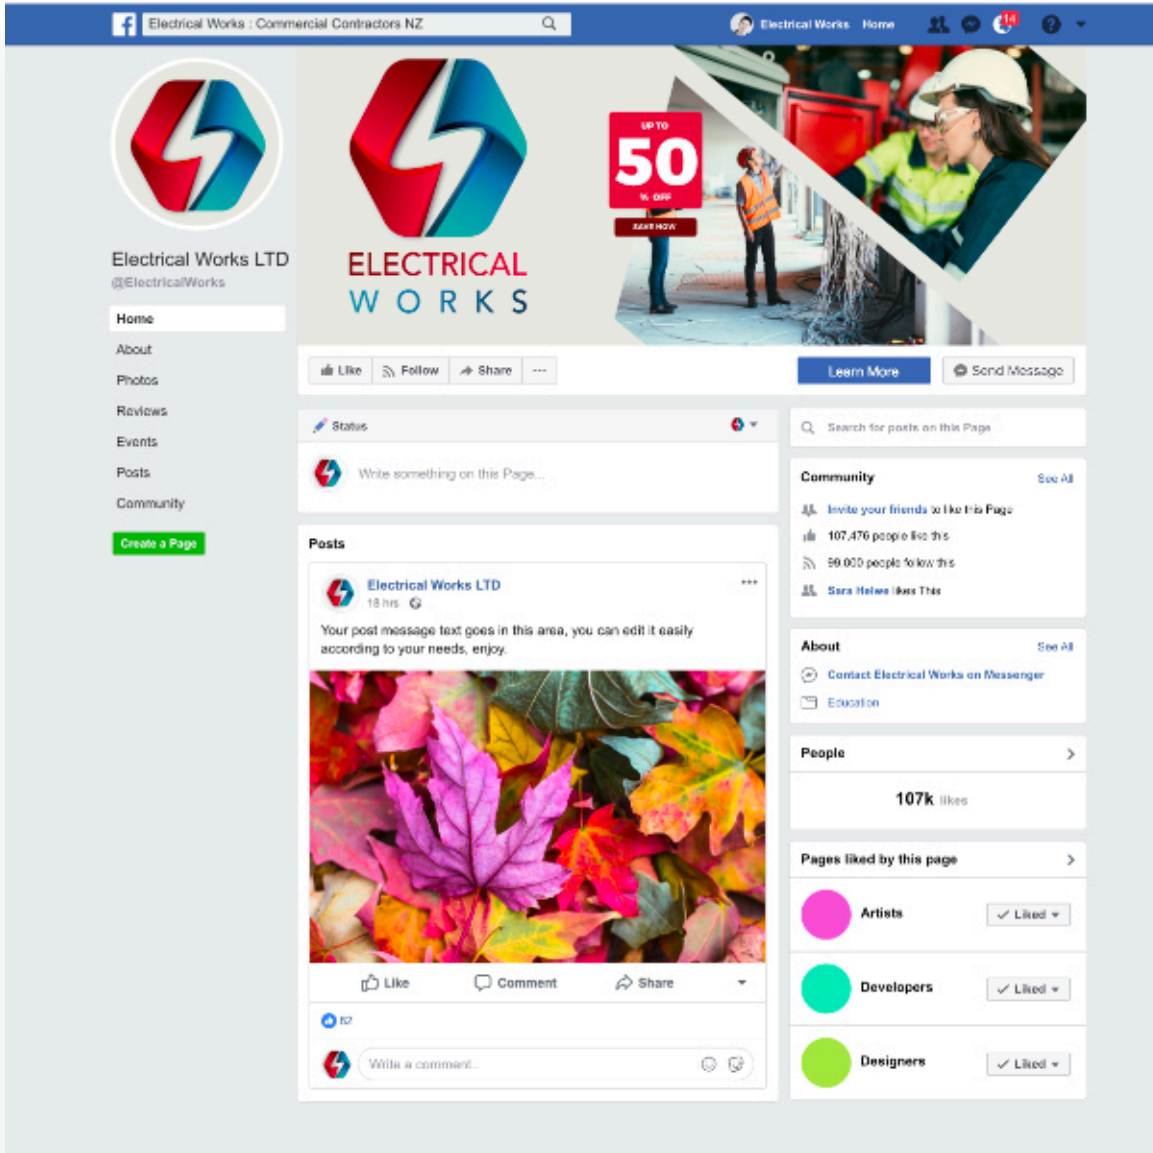 Electrical Works : Commercial Contractors NZ
Electrical Works Home
14
?
Electrical Works LTD
@ElectricalWorks
Home
About
Photos
Reviews
Events
Posts
Community
Create a Page
ELECTRICAL
WORKS
UP TO
50
% OFF
SAVE NOW
Like Follow Share ...
Learn More
Send Message
Status
Write something on this Page...
Posts
Electrical Works LTD
18 hrs
Your post message text goes in this area, you can edit it easily
according to your needs, enjoy.
Like Comment Share
82
Write a comment...
Search for posts on this Page
Community See All
Invite your friends to like this Page
107,476 people like this
99,000 people follow this
Sara Helwe likes This
About See All
Contact Electrical Works on Messenger
Education
People
107k likes
Pages liked by this page
Artists Liked
Developers Liked
Designers Liked